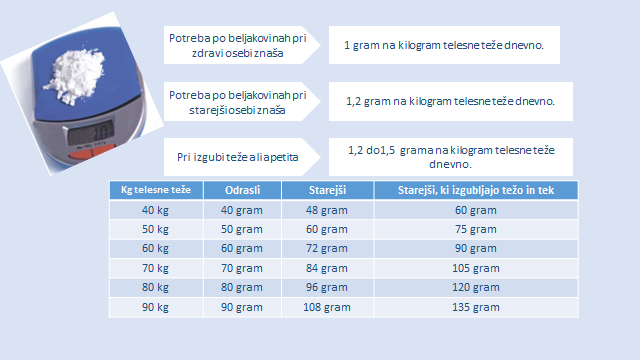 Potreba po beljakovinah pri
zdravi osebi znaša
1 gram na kilogram telesne teže dnevno.
Potreba po beljakovinah pri
starejši osebi znaša
1,2 gram na kilogram telesne teže dnevno.
Pri izgubi teže ali apetita
1,2 do1,5 grama na kilogram telesne teže
dnevno.
Kg telesne teže Odrasli Starejši Starejši, ki izgubljajo težo in tek
40 kg 40 gram 48 gram 60 gram
50 kg 50 gram 60 gram 75 gram
60 kg 60 gram 72 gram 90 gram
70 kg 70 gram 84 gram 105 gram
80 kg 80 gram 96 gram 120 gram
90 kg 90 gram 108 gram 135 gram